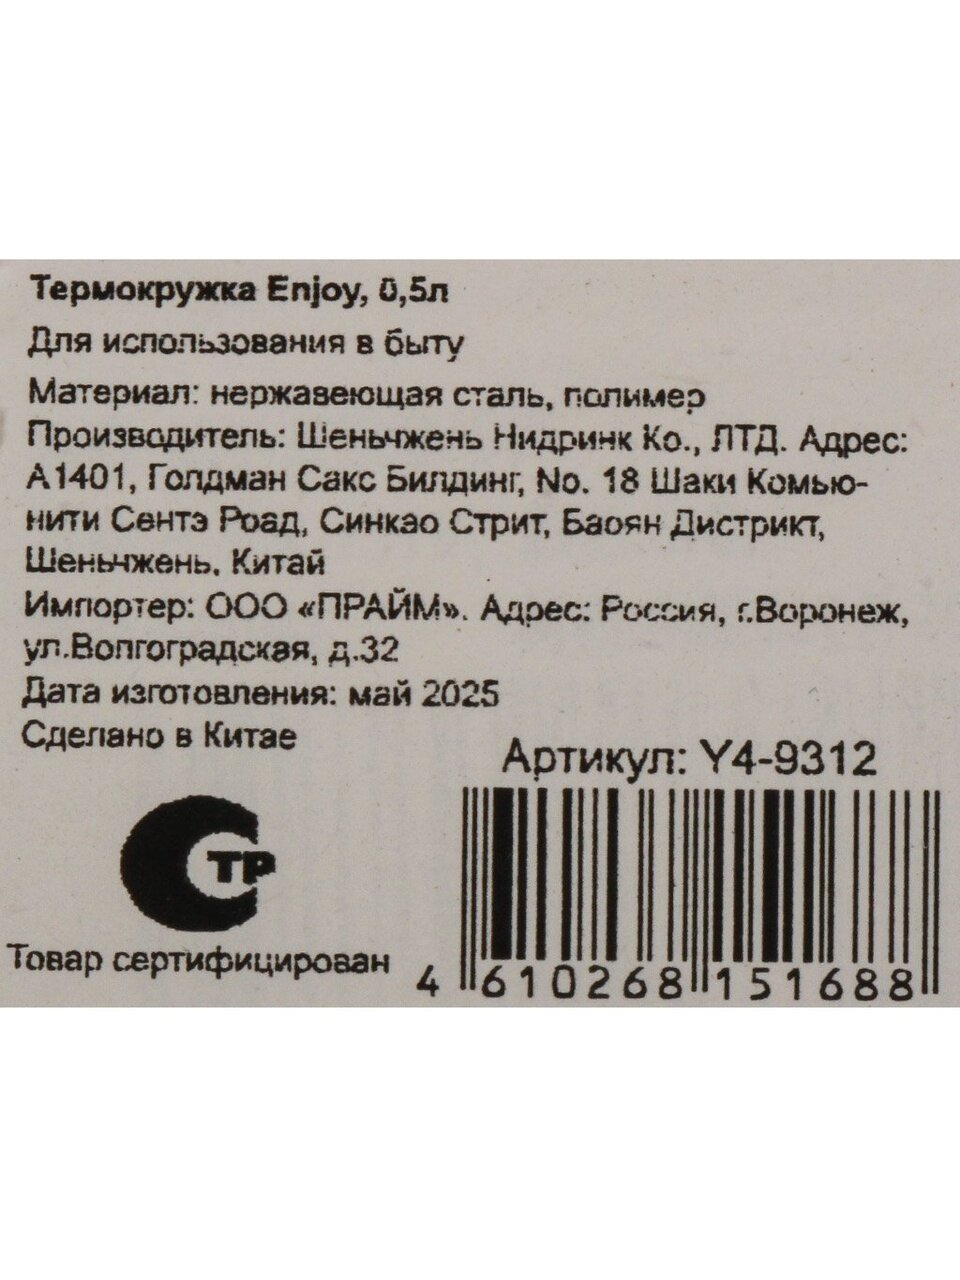 Термокружка Enjoy, 0,5л
Для использования в быту
Материал: нержавеющая сталь, полимер
Производитель: Шеньчжень Нидринк Ко., ЛТД. Адрес:
А1401, Голдман Сакс Билдинг, No. 18 Шаки Комью-
нити Сентэ Роад, Синкао Стрит, Баоян Дистрикт,
Шеньчжень, Китай
Импортер: ООО «ПРАЙМ». Адрес: Россия, г.Воронеж,
ул.Волгоградская, д.32
Дата изготовления: май 2025
Сделано в Китае
Артикул: Y4-9312
СТР
Товар сертифицирован
4 610268 151688